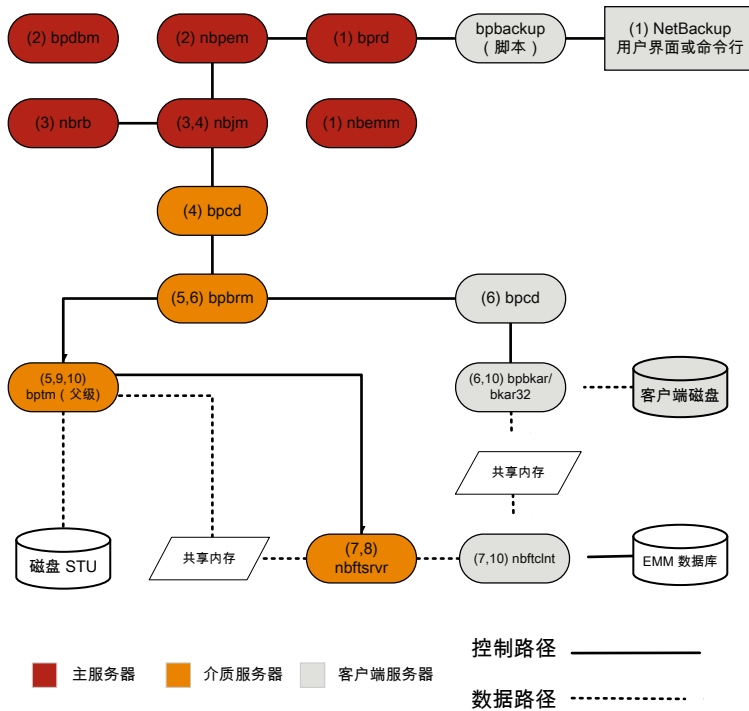 (2) bpdbm
(2) nbpem
(1) bprd
bpbackup
（脚本）
(1) NetBackup
用户界面或命令行
(3) nbrb
(3,4) nbjm
(1) nbemm
(4) bpcd
(5,6) bpbrm
(6) bpcd
(5,9,10)
bptm（父级）
(6,10) bpbkar/
bkar32
客户端磁盘
共享内存
磁盘 STU
共享内存
(7,8)
nbftsrvr
(7,10) nbftclnt
EMM 数据库
控制路径
主服务器
介质服务器
客户端服务器
数据路径